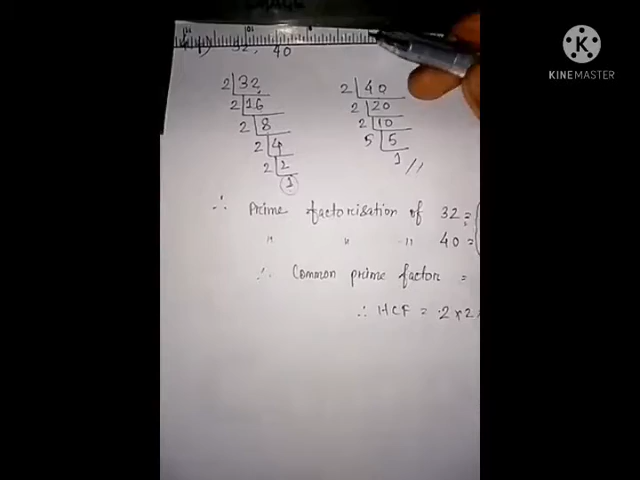 32, 40
2 32 2 40
2 16 2 20
2 8 2 10
2 4 5 5
2 2 1 //
1
∴ Prime factorisation of 32 =
" " " 40 =
∴ Common prime factor =
∴ HCF = 2 × 2 ×
K
KINEMASTER